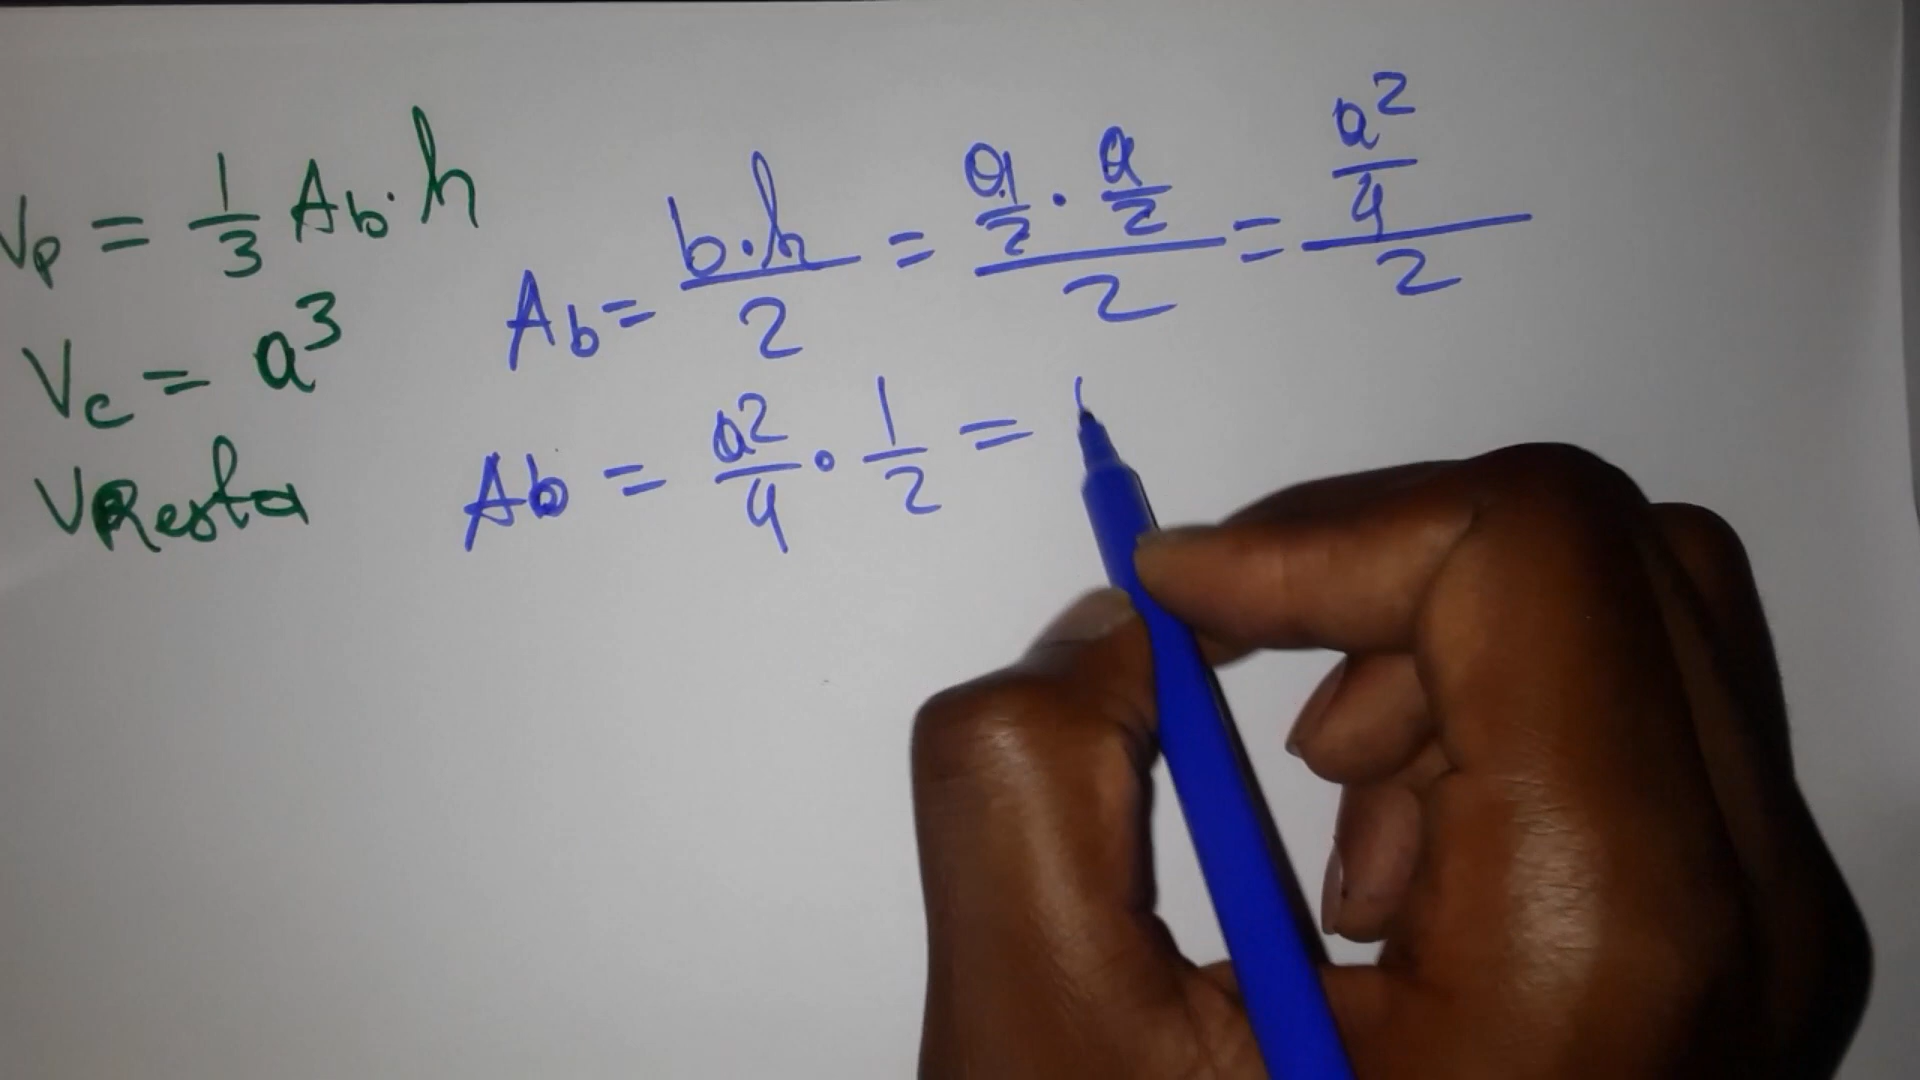 Vp = 1/3 Ab · h
Vc = a³
VResta
Ab = b·h/2 = (a/2 · a/2)/2 = (a²/4)/2
Ab = a²/4 · 1/2 =